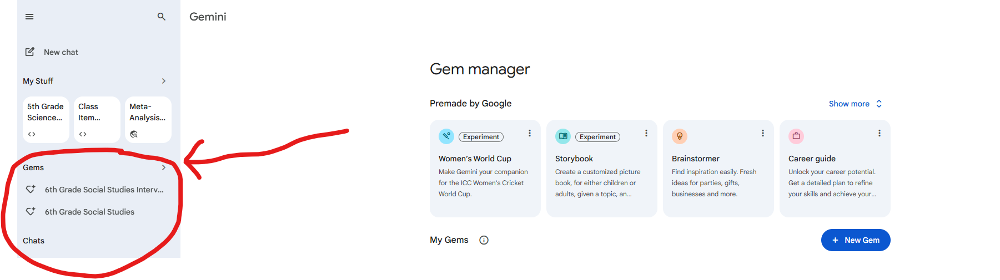 Gemini
New chat
My Stuff
5th Grade
Science...
Class
Item...
Meta-
Analysis...
Gems
6th Grade Social Studies Interv...
6th Grade Social Studies
Chats
Gem manager
Premade by Google
Show more
Experiment
Women's World Cup
Make Gemini your companion
for the ICC Women's Cricket
World Cup.
Experiment
Storybook
Create a customized picture
book, for either children or
adults, given a topic, an...
Brainstormer
Find inspiration easily. Fresh
ideas for parties, gifts,
businesses and more.
Career guide
Unlock your career potential.
Get a detailed plan to refine
your skills and achieve your...
My Gems
+ New Gem